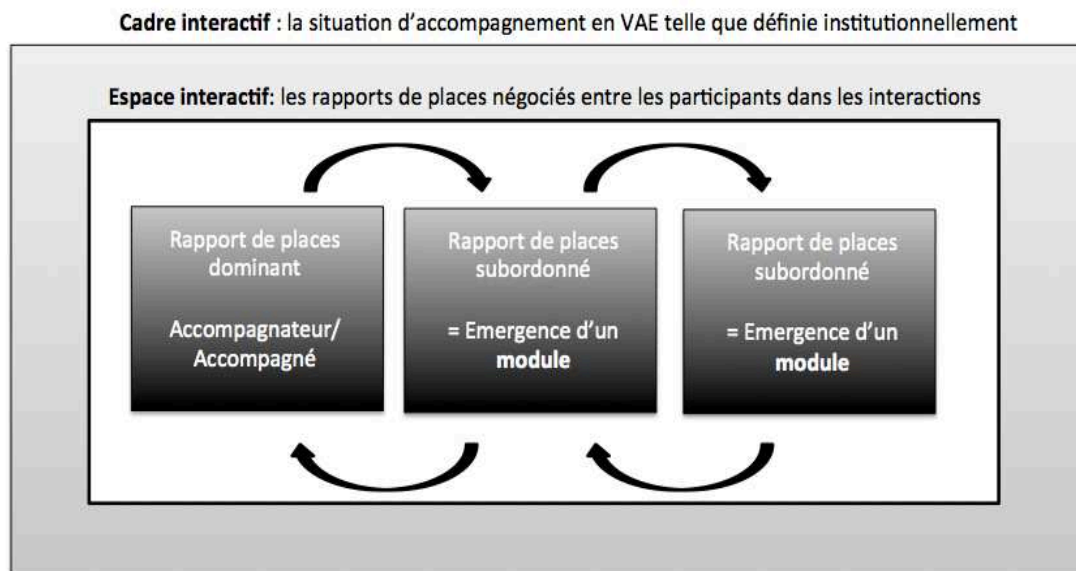 Cadre interactif : la situation d’accompagnement en VAE telle que définie institutionnellement
Espace interactif: les rapports de places négociés entre les participants dans les interactions
Rapport de places
dominant
Accompagnateur/
Accompagné
Rapport de places
subordonné
= Emergence d’un
module
Rapport de places
subordonné
= Emergence d’un
module